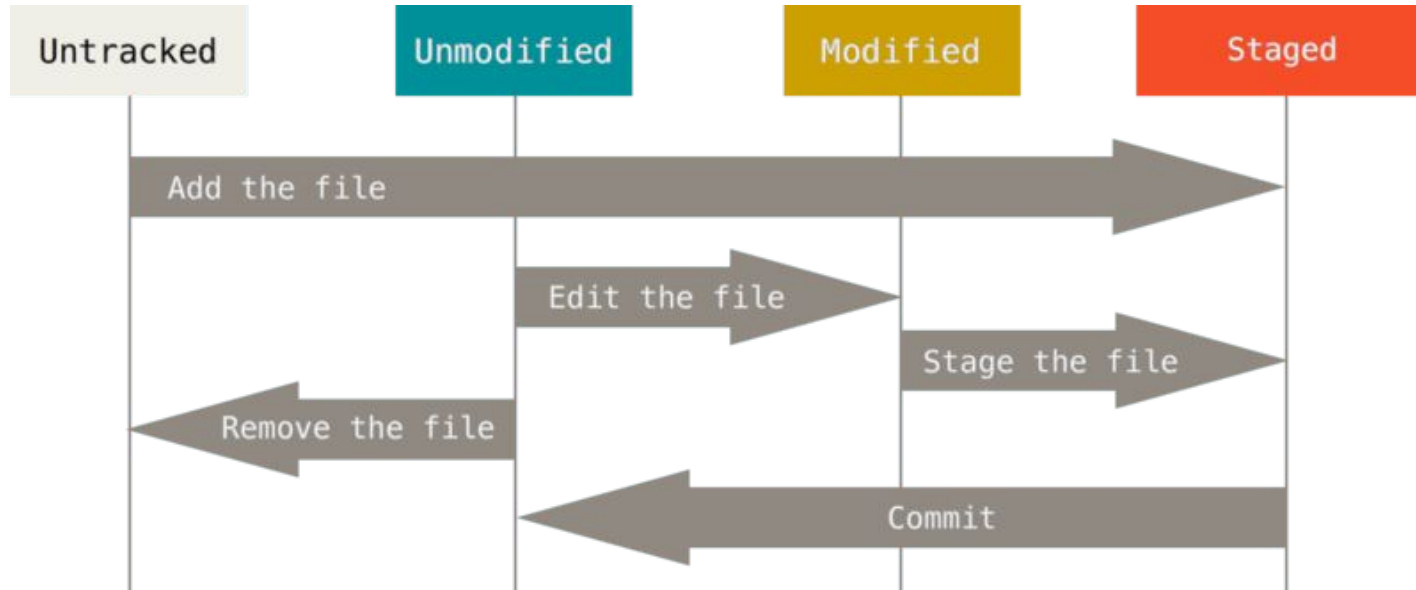 Untracked
Unmodified
Modified
Staged
Add the file
Edit the file
Stage the file
Remove the file
Commit